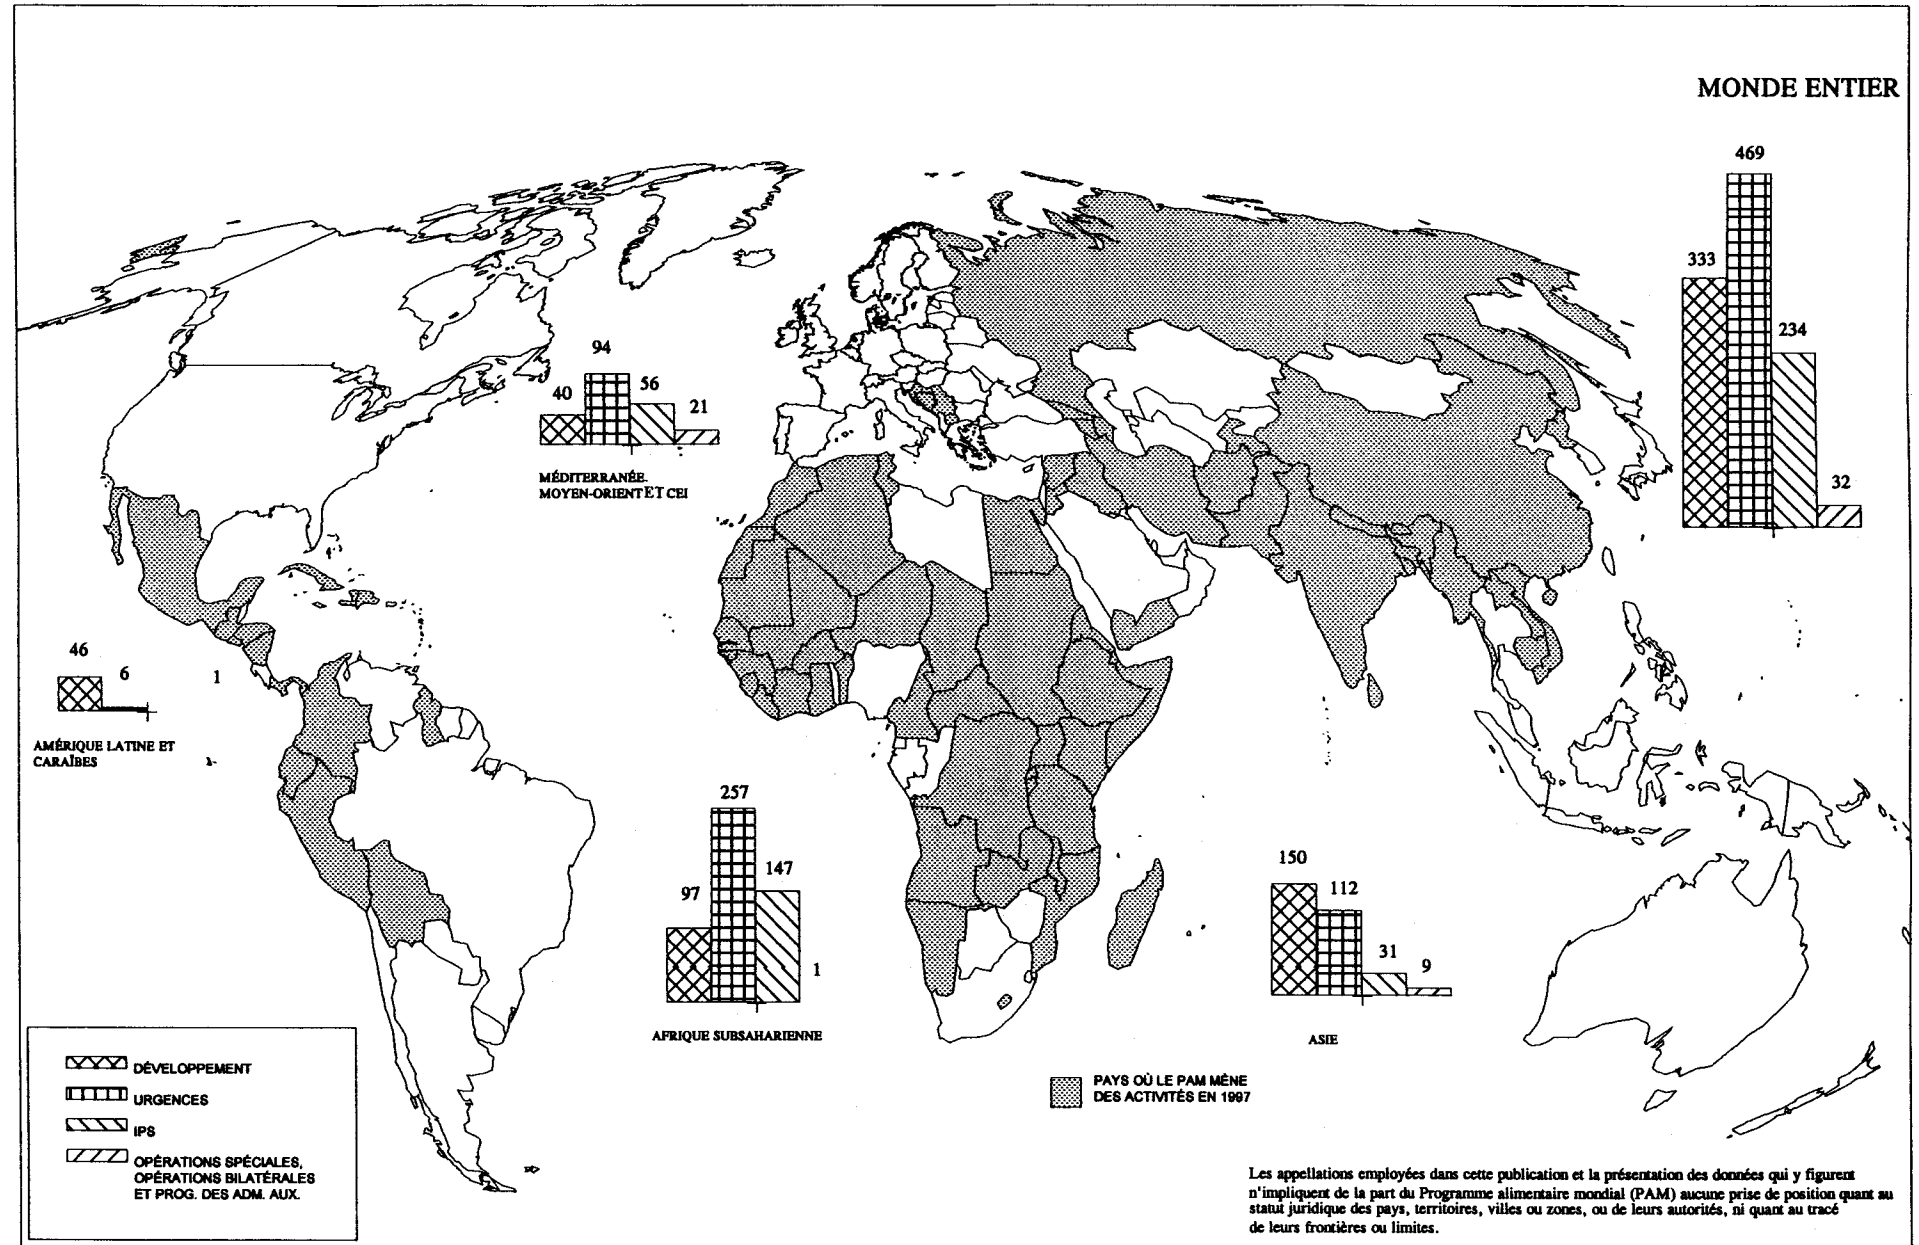 MONDE ENTIER
469
333
234
32
94
40
56
21
MÉDITERRANÉE.
MOYEN-ORIENT ET CEI
46
6
1
AMÉRIQUE LATINE ET
CARAÏBES
257
147
97
1
AFRIQUE SUBSAHARIENNE
150
112
31
9
ASIE
DÉVELOPPEMENT
URGENCES
IPS
OPÉRATIONS SPÉCIALES,
OPÉRATIONS BILATÉRALES
ET PROG. DES ADM. AUX.
PAYS OÙ LE PAM MÈNE
DES ACTIVITÉS EN 1997
Les appellations employées dans cette publication et la présentation des données qui y figurent
n'impliquent de la part du Programme alimentaire mondial (PAM) aucune prise de position quant au
statut juridique des pays, territoires, villes ou zones, ou de leurs autorités, ni quant au tracé
de leurs frontières ou limites.